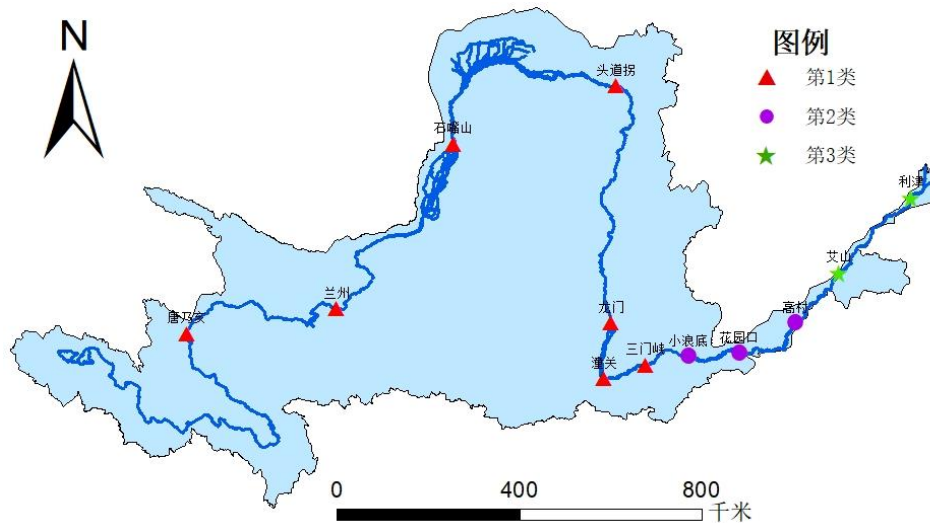 N
图例
第1类
第2类
第3类
头道拐
石嘴山
利津
艾山
兰州
唐乃亥
龙门
高村
花园口
小浪底
三门峡
潼关
0 400 800 千米